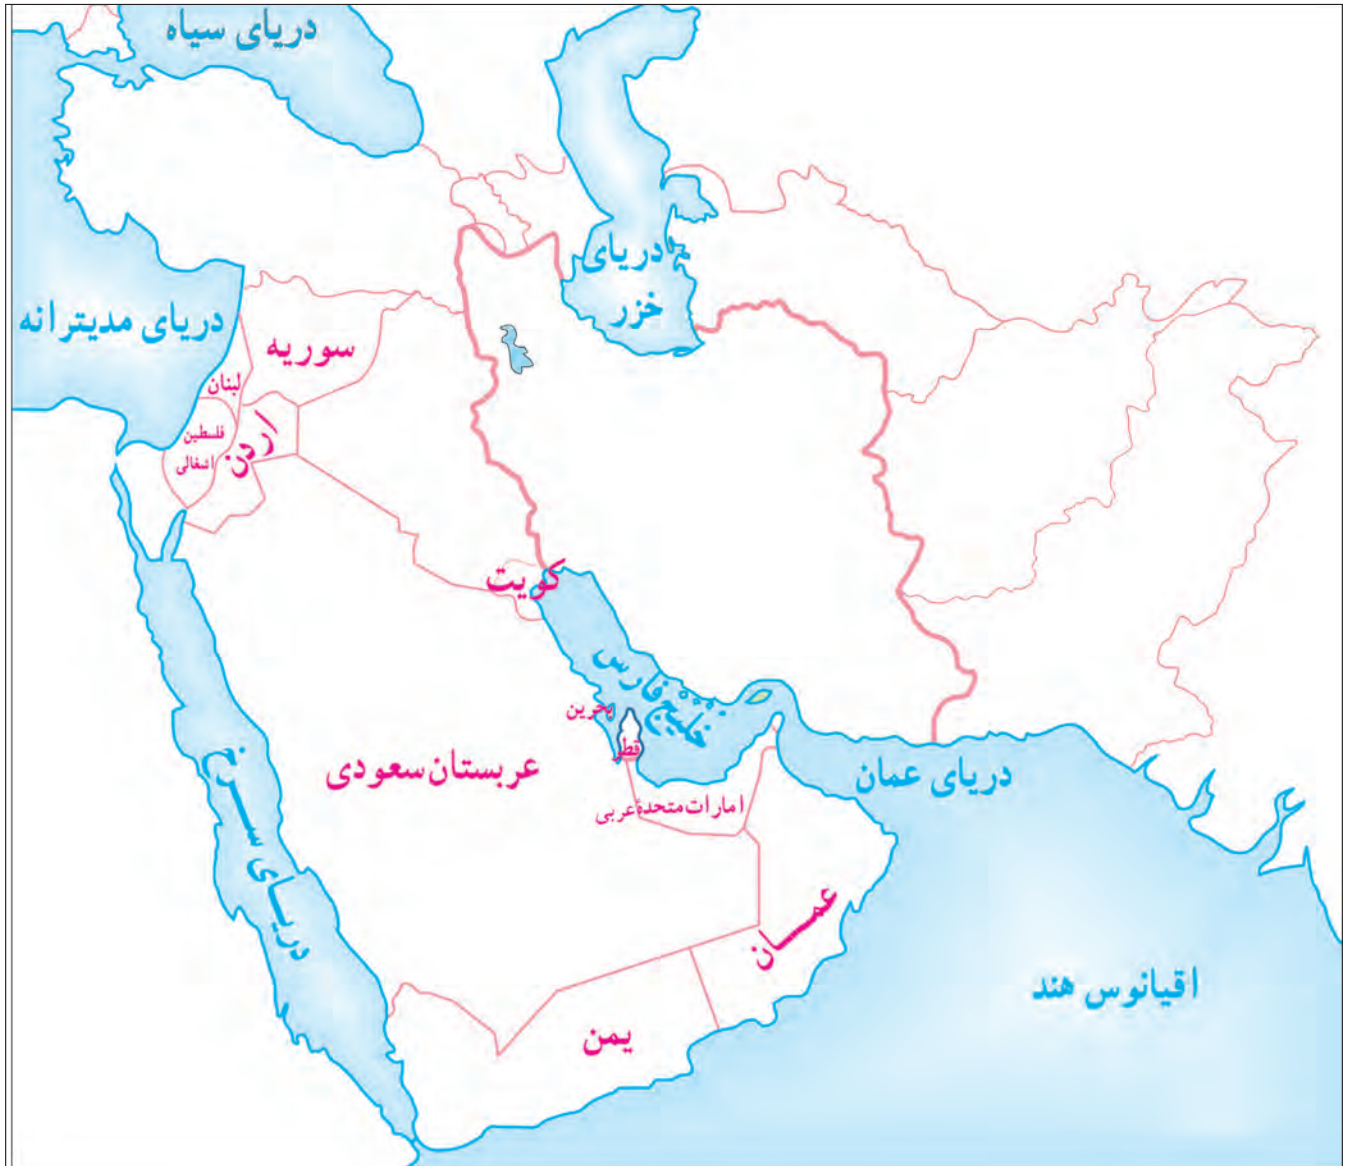 دریای سیاه
دریای
خزر
دریای مدیترانه
سوریه
لبنان
اردن
فلسطین
اشغالی
کویت
خلیج فارس
بحرین
قطر
عربستان سعودی
امارات متحدهٔ عربی
دریای عمان
دریای سرخ
عمان
اقیانوس هند
یمن